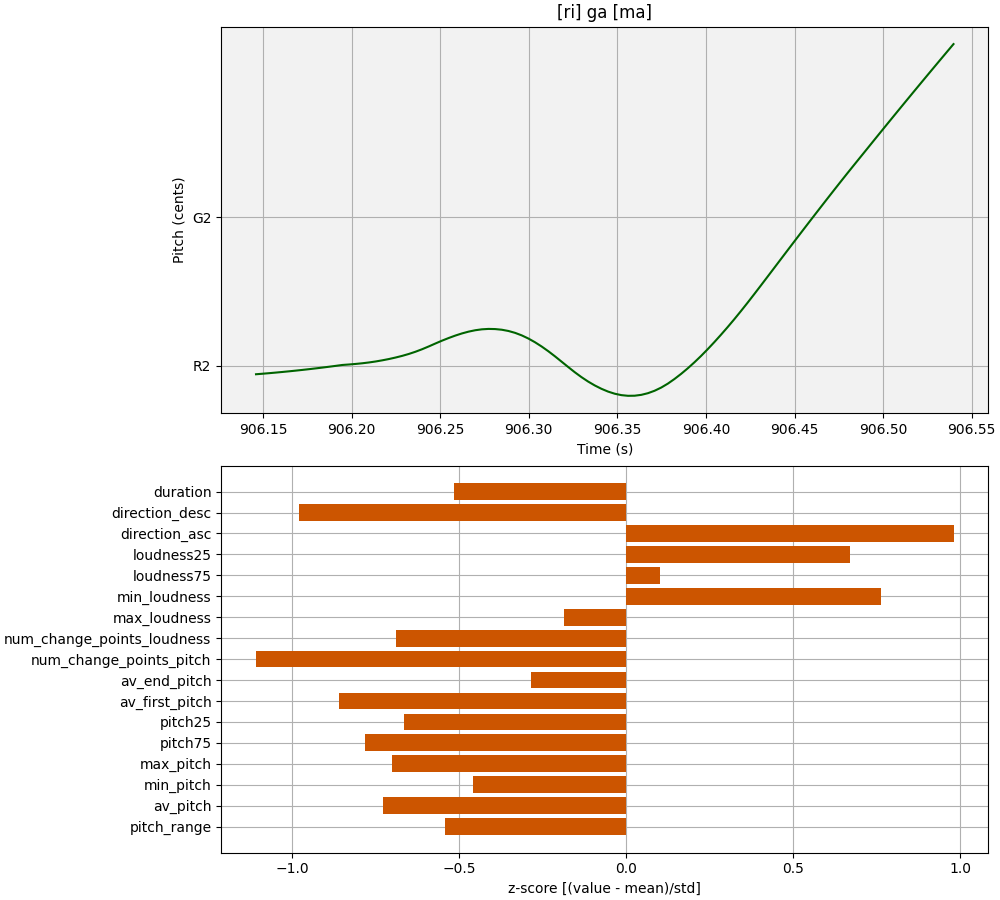 [ri] ga [ma]
Pitch (cents)
G2
R2
906.15 906.20 906.25 906.30 906.35 906.40 906.45 906.50 906.55
Time (s)
duration
direction_desc
direction_asc
loudness25
loudness75
min_loudness
max_loudness
num_change_points_loudness
num_change_points_pitch
av_end_pitch
av_first_pitch
pitch25
pitch75
max_pitch
min_pitch
av_pitch
pitch_range
−1.0 −0.5 0.0 0.5 1.0
z-score [(value - mean)/std]